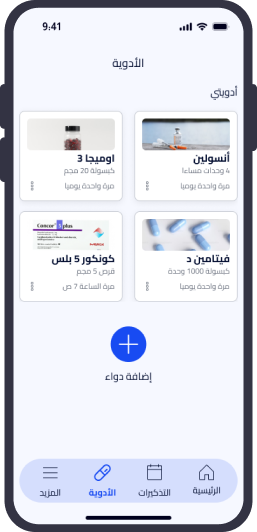 9:41
الأدوية
أدويتي
أنسولين
4 وحدات مساءا
مرة واحدة يوميا
اوميجا 3
كبسولة 20 مجم
مرة واحدة يوميا
فيتامين د
كبسولة 1000 وحدة
مرة واحدة يوميا
Concor 5 plus
كونكور 5 بلس
قرص 5 مجم
مرة الساعة 7 ص
إضافة دواء
الرئيسية
التذكيرات
الأدوية
المزيد